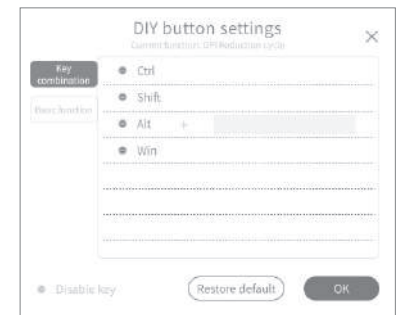 DIY button settings
Current function: DPI Reduction cycle
Key
combination
Basic function
Ctrl
Shift
Alt +
Win
Disable key
Restore default
OK